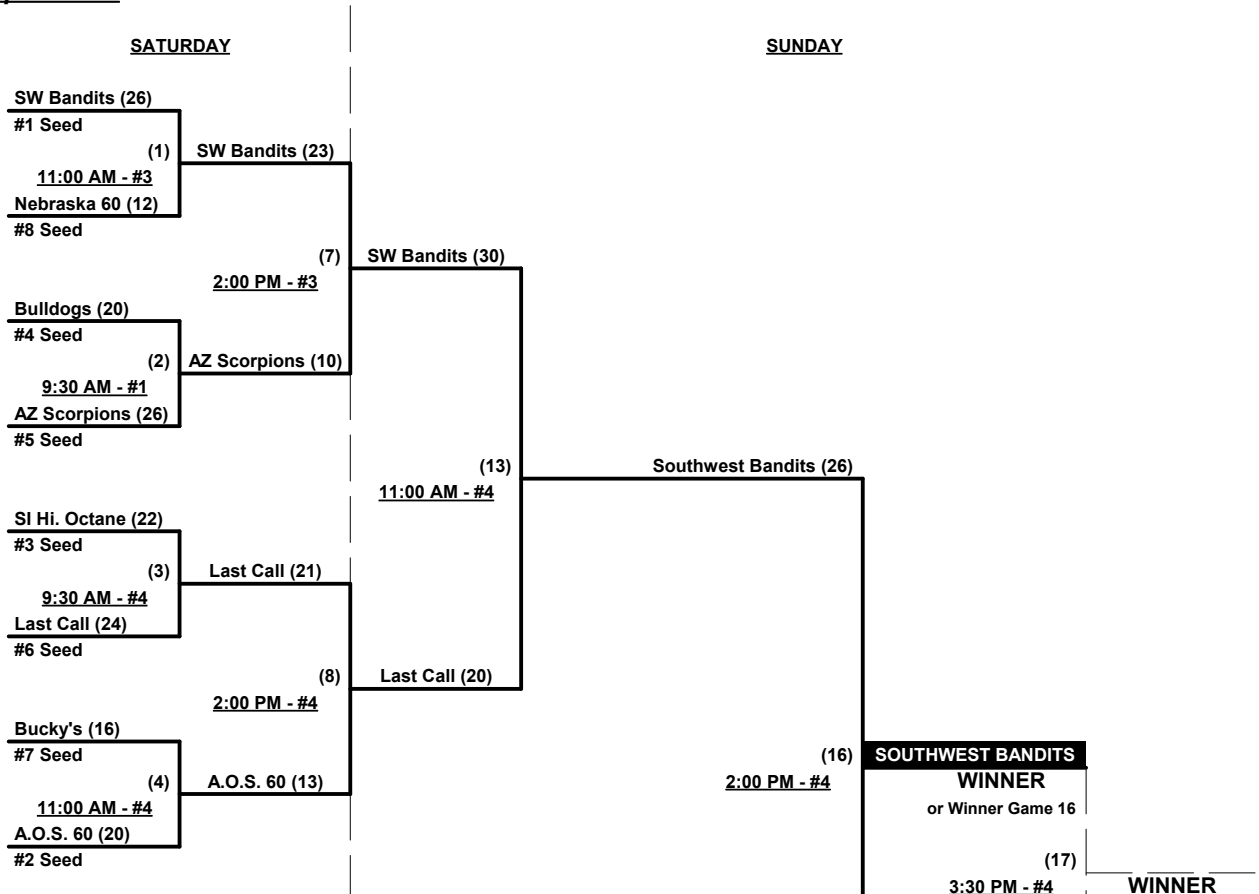 SATURDAY SUNDAY
SW Bandits (26)
#1 Seed
(1) SW Bandits (23)
11:00 AM - #3
Nebraska 60 (12)
#8 Seed
(7) SW Bandits (30)
2:00 PM - #3
Bulldogs (20)
#4 Seed
(2) AZ Scorpions (10)
9:30 AM - #1
AZ Scorpions (26)
#5 Seed
(13) Southwest Bandits (26)
11:00 AM - #4
SI Hi. Octane (22)
#3 Seed
(3) Last Call (21)
9:30 AM - #4
Last Call (24)
#6 Seed
(8) Last Call (20)
2:00 PM - #4
Bucky's (16)
#7 Seed
(16) SOUTHWEST BANDITS
(4) A.O.S. 60 (13) 2:00 PM - #4 WINNER
11:00 AM - #4 or Winner Game 16
A.O.S. 60 (20)
#2 Seed (17)
3:30 PM - #4 WINNER